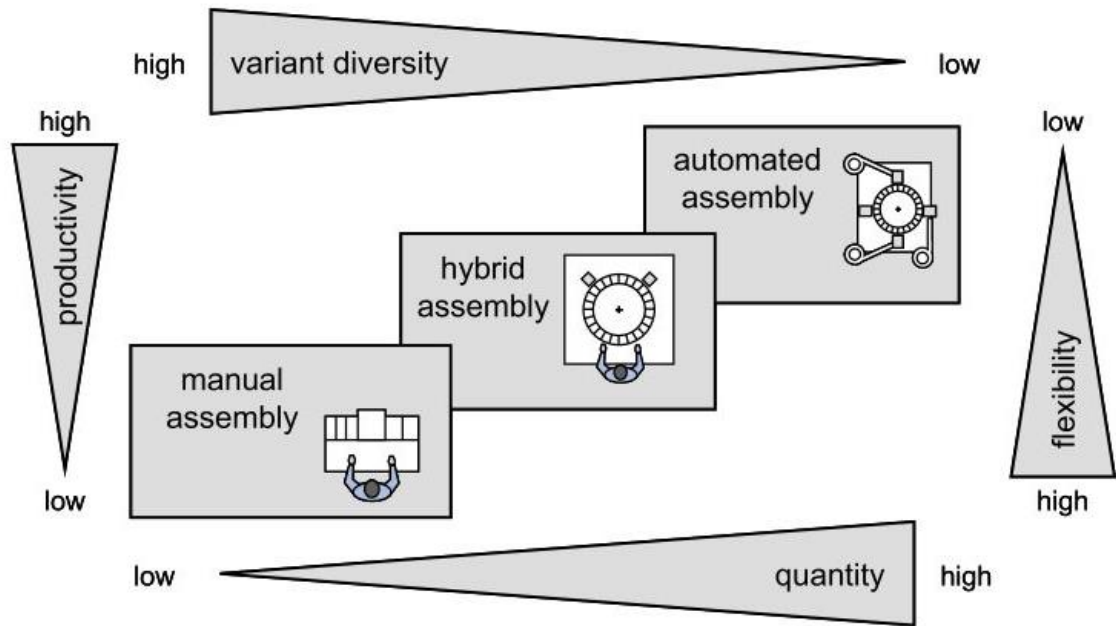 high
variant diversity
low
high
low
productivity
automated
assembly
hybrid
assembly
manual
assembly
flexibility
low
high
low
quantity
high